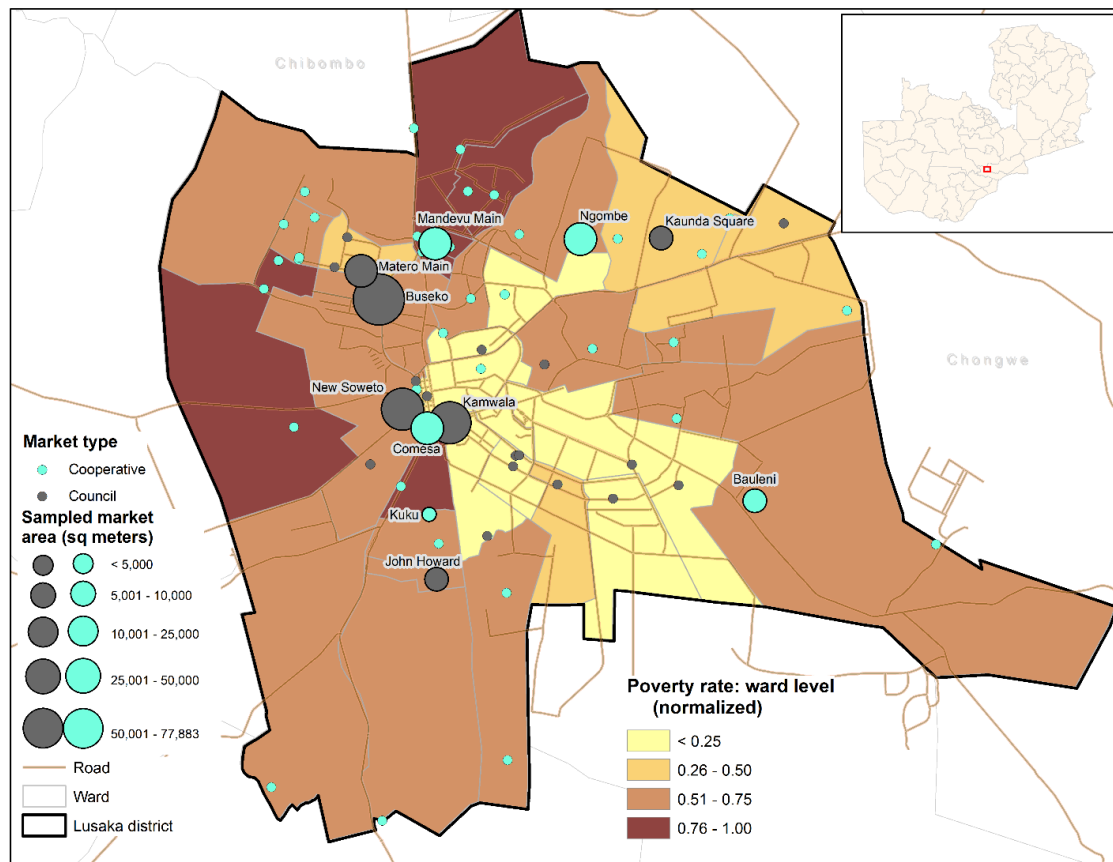 Chibombo
Ngombe
Kaunda Square
Mandevu Main
Matero Main
Buseko
Chongwe
New Soweto
Kamwala
Comesa
Bauleni
Kuku
John Howard
Market type
Cooperative
Council
Sampled market
area (sq meters)
< 5,000
5,001 - 10,000
10,001 - 25,000
25,001 - 50,000
50,001 - 77,883
Road
Ward
Lusaka district
Poverty rate: ward level
(normalized)
< 0.25
0.26 - 0.50
0.51 - 0.75
0.76 - 1.00